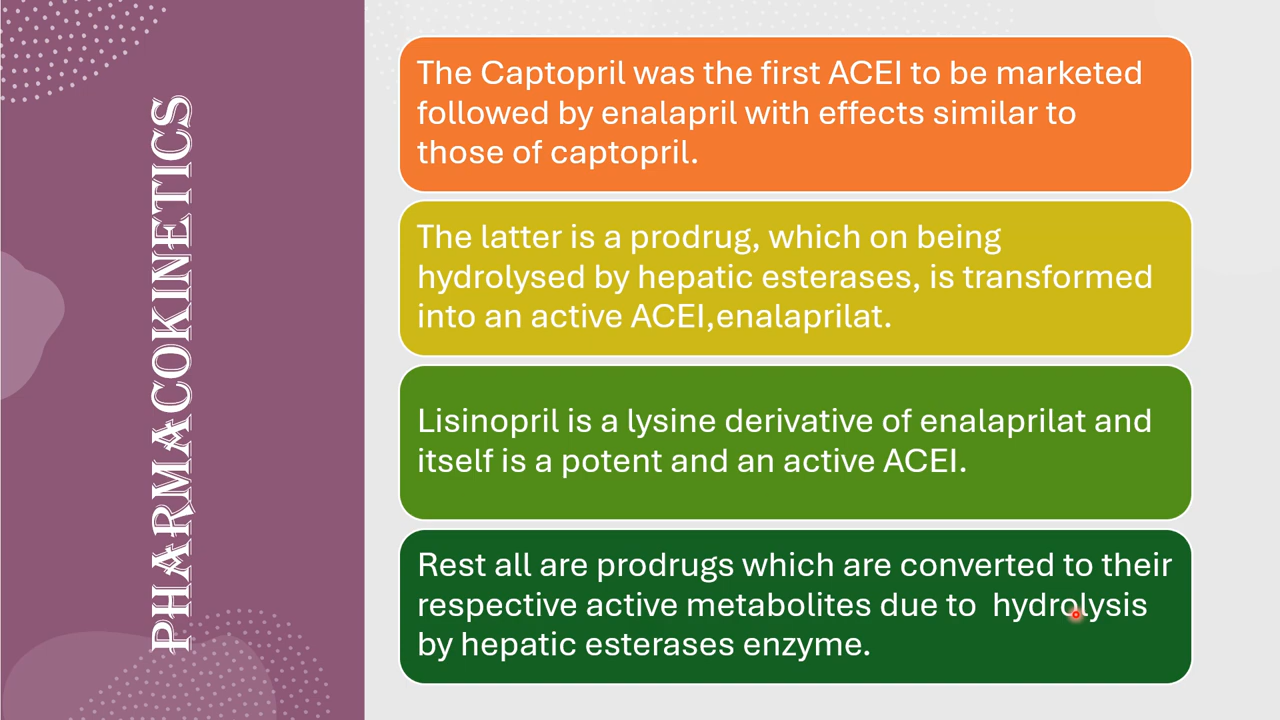 PHARMACOKINETICS
The Captopril was the first ACEI to be marketed
followed by enalapril with effects similar to
those of captopril.
The latter is a prodrug, which on being
hydrolysed by hepatic esterases, is transformed
into an active ACEI,enalaprilat.
Lisinopril is a lysine derivative of enalaprilat and
itself is a potent and an active ACEI.
Rest all are prodrugs which are converted to their
respective active metabolites due to  hydrolysis
by hepatic esterases enzyme.